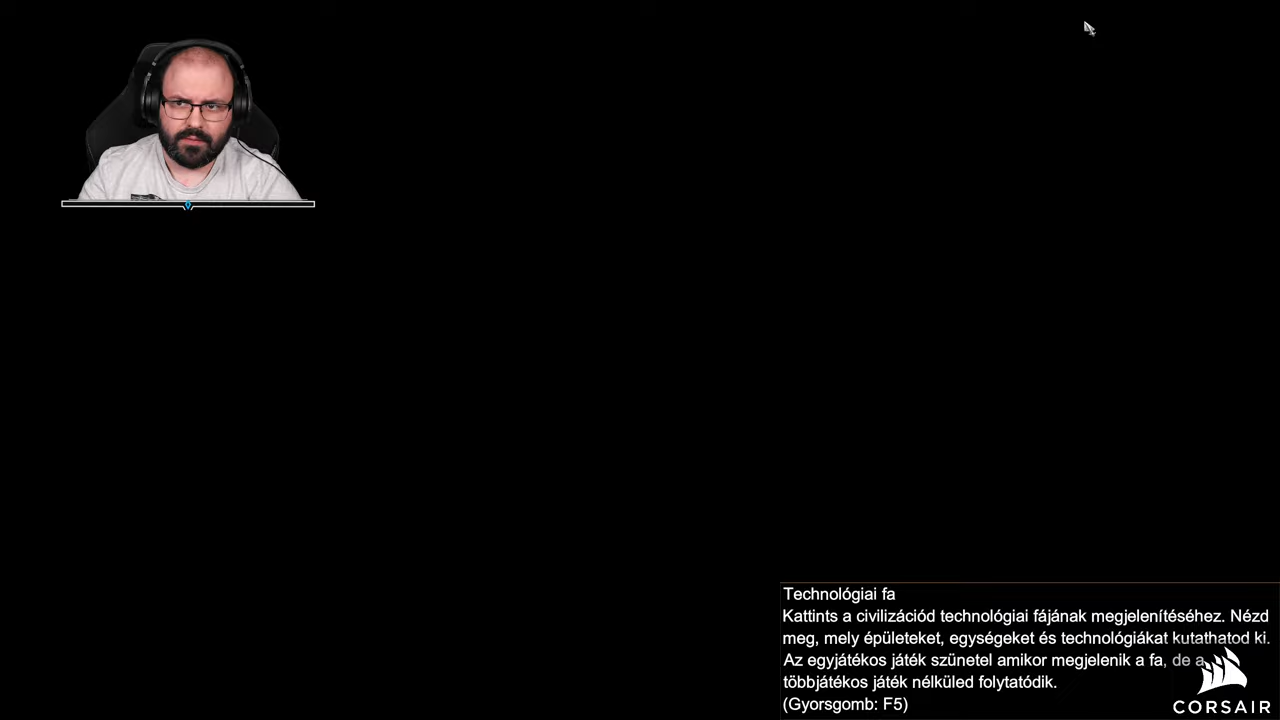 Technológiai fa
Kattints a civilizációd technológiai fájának megjelenítéséhez. Nézd
meg, mely épületeket, egységeket és technológiákat kutathatod ki.
Az egyjátékos játék szünetel amikor megjelenik a fa, de a
többjátékos játék nélküled folytatódik.
(Gyorsgomb: F5)
CORSAIR